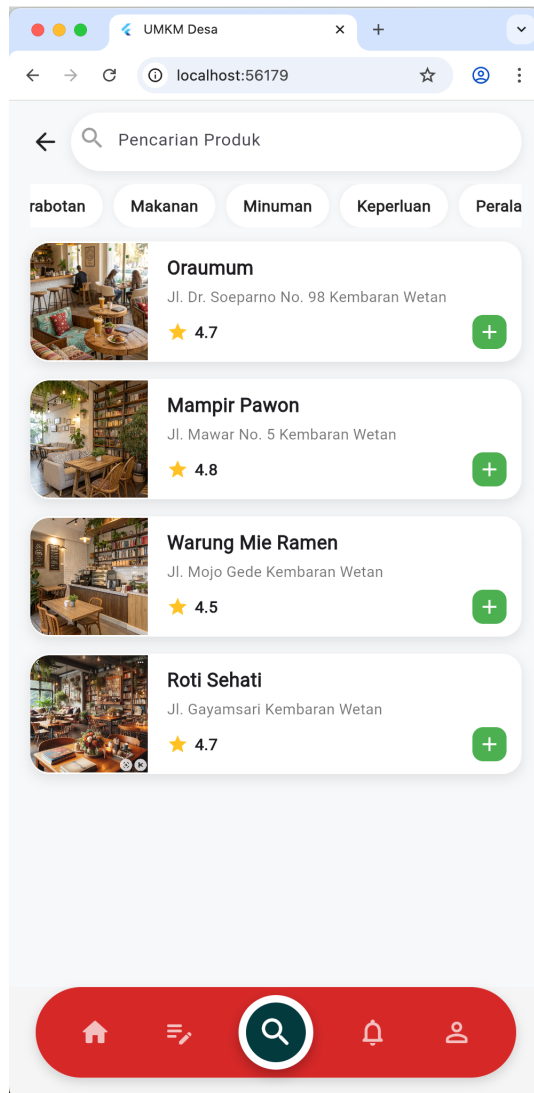 UMKM Desa
localhost:56179
Pencarian Produk
rabotan Makanan Minuman Keperluan Perala
Oraumum
Jl. Dr. Soeparno No. 98 Kembaran Wetan
4.7
Mampir Pawon
Jl. Mawar No. 5 Kembaran Wetan
4.8
Warung Mie Ramen
Jl. Mojo Gede Kembaran Wetan
4.5
Roti Sehati
Jl. Gayamsari Kembaran Wetan
4.7